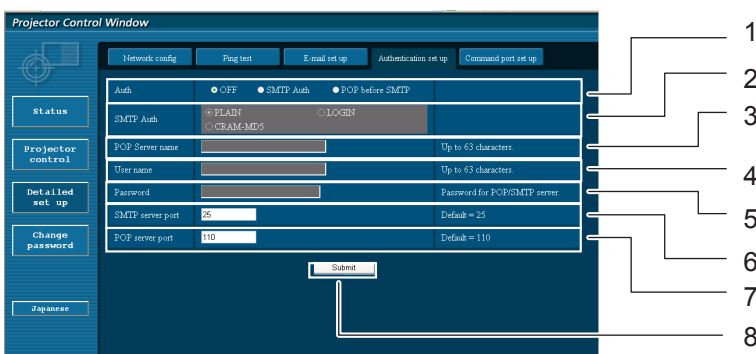 Projector Control Window
Network config
Ping test
E-mail set up
Authentication set up
Command port set up
Status
Projector
control
Detailed
set up
Change
password
Japanese
Auth
OFF
SMTP Auth
POP before SMTP
SMTP Auth
PLAIN
LOGIN
CRAM-MD5
POP Server name
Up to 63 characters.
User name
Up to 63 characters.
Password
Password for POP/SMTP server.
SMTP server port
25
Default = 25
POP server port
110
Default = 110
Submit
1
2
3
4
5
6
7
8